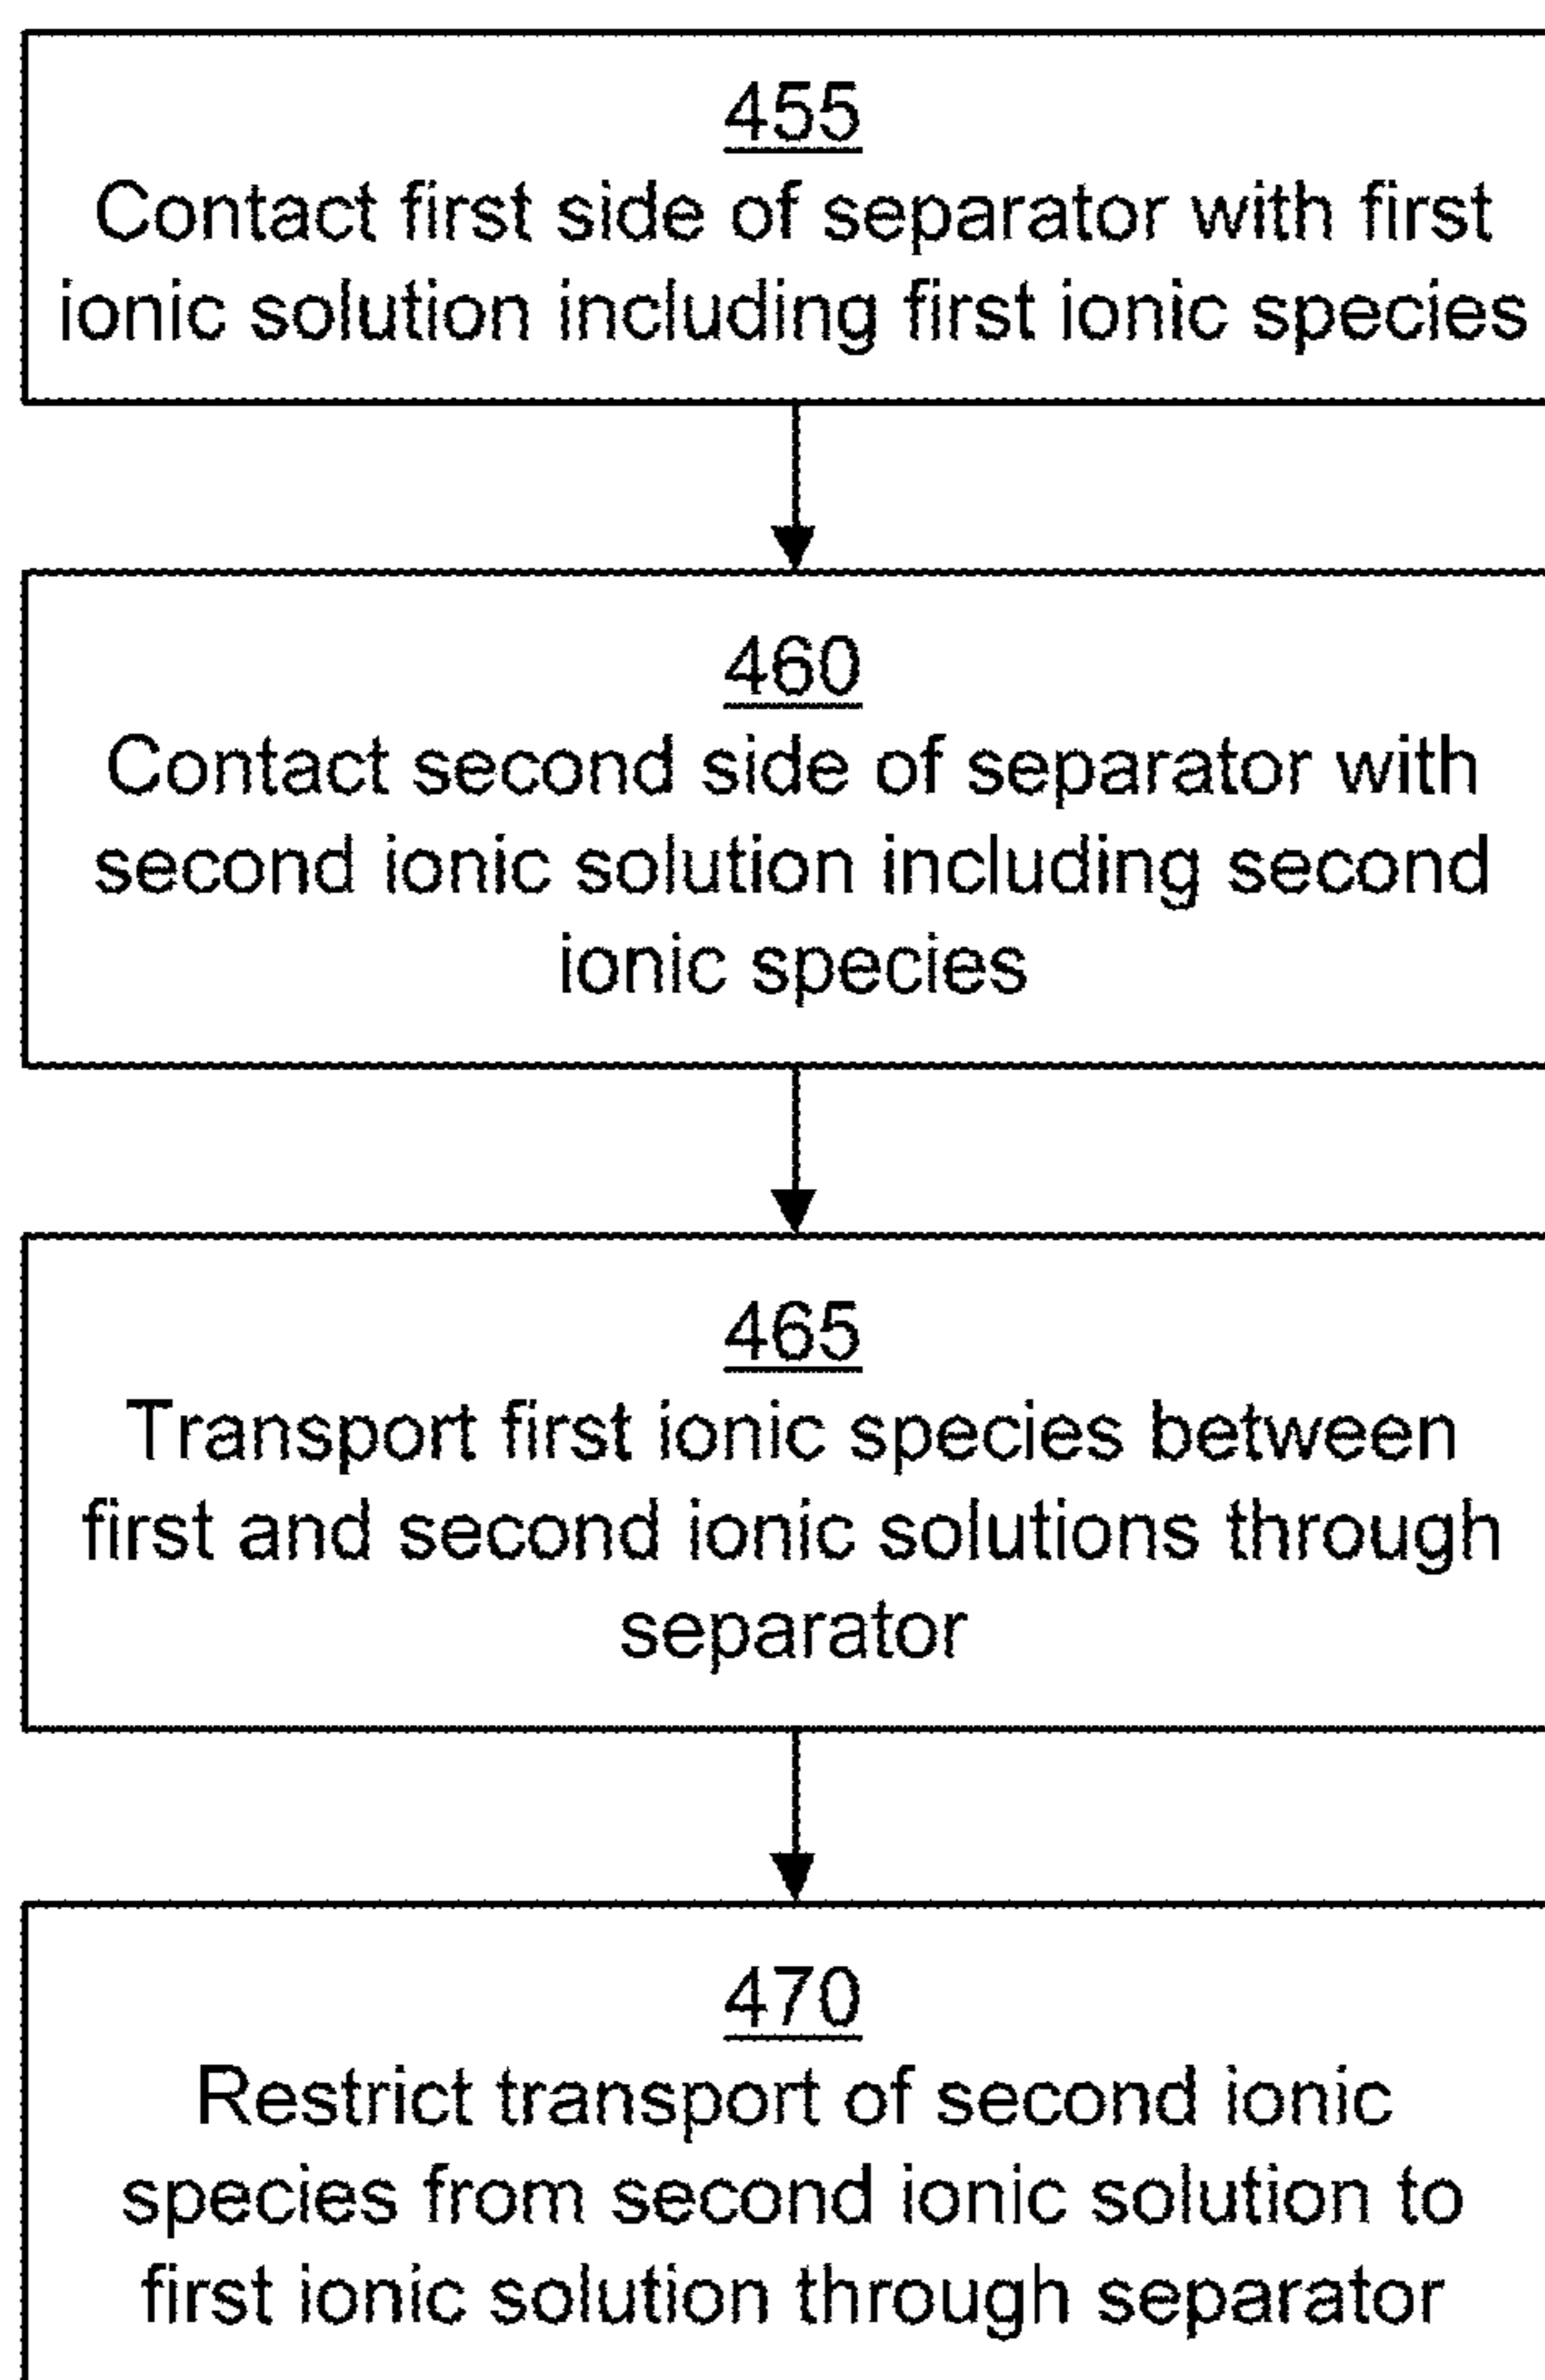 455
Contact first side of separator with first
ionic solution including first ionic species
460
Contact second side of separator with
second ionic solution including second
ionic species
465
Transport first ionic species between
first and second ionic solutions through
separator
470
Restrict transport of second ionic
species from second ionic solution to
first ionic solution through separator